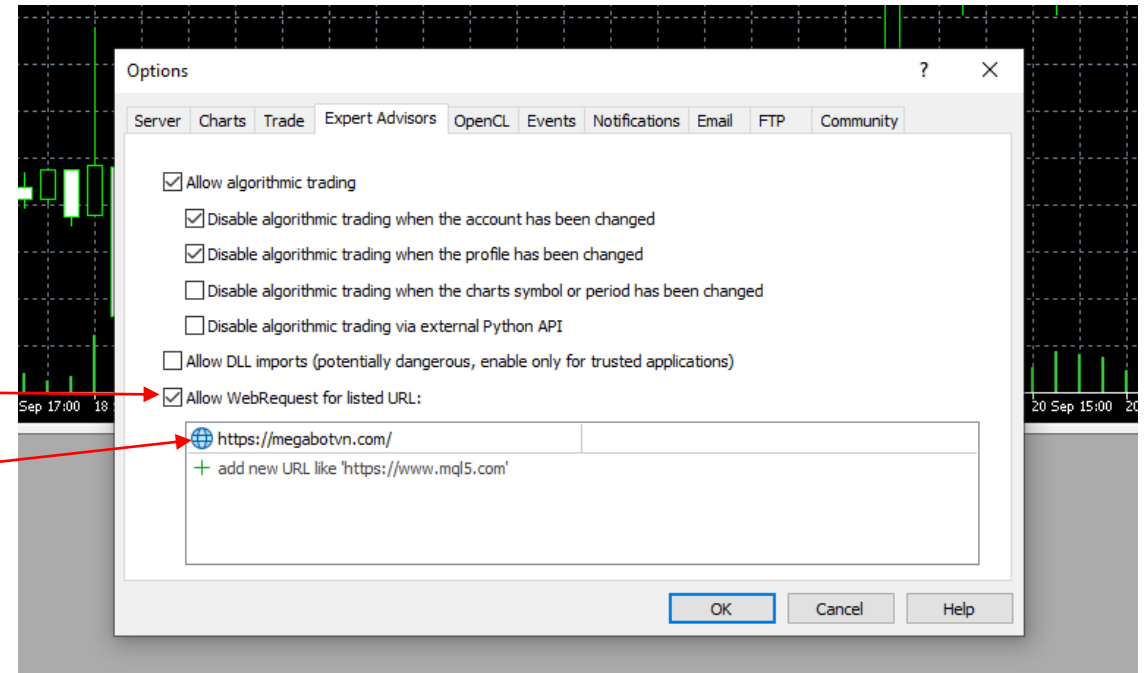 Options
?
Server Charts Trade Expert Advisors OpenCL Events Notifications Email FTP Community
Allow algorithmic trading
Disable algorithmic trading when the account has been changed
Disable algorithmic trading when the profile has been changed
Disable algorithmic trading when the charts symbol or period has been changed
Disable algorithmic trading via external Python API
Allow DLL imports (potentially dangerous, enable only for trusted applications)
Allow WebRequest for listed URL:
Sep 17:00 18
20 Sep 15:00 20
https://megabotvn.com/
add new URL like 'https://www.mql5.com'
OK Cancel Help